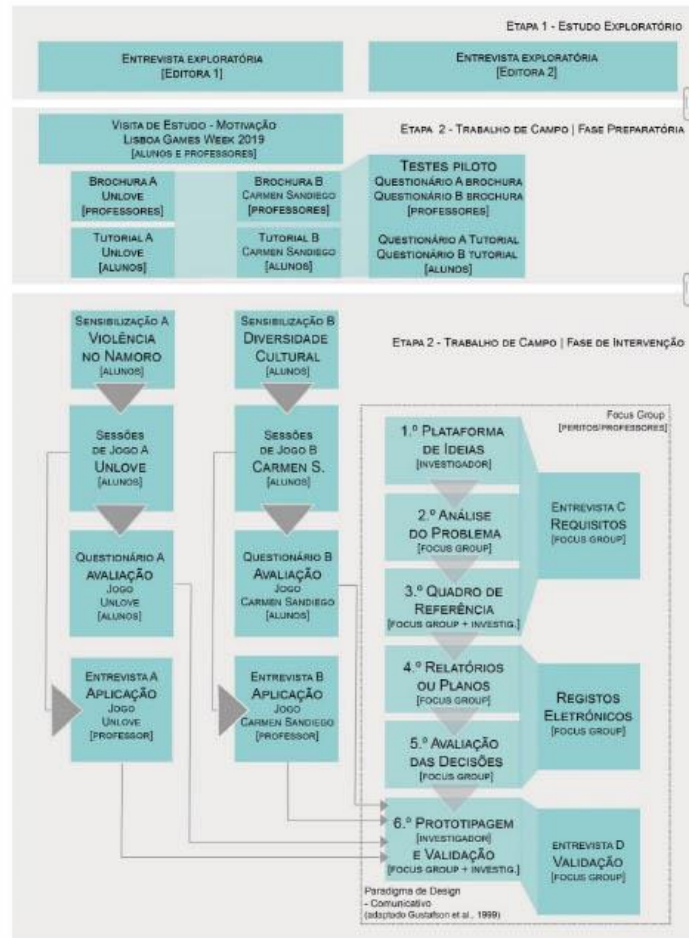 ETAPA 1 - ESTUDO EXPLORATÓRIO
ENTREVISTA EXPLORATÓRIA
[EDITORA 1]
ENTREVISTA EXPLORATÓRIA
[EDITORA 2]
ETAPA 2 - TRABALHO DE CAMPO | FASE PREPARATÓRIA
VISITA DE ESTUDO - MOTIVAÇÃO
LISBOA GAMES WEEK 2019
[ALUNOS E PROFESSORES]
BROCHURA A
UNLOVE
[PROFESSORES]
BROCHURA B
CARMEN SANDIEGO
[PROFESSORES]
TESTES PILOTO
QUESTIONÁRIO A BROCHURA
QUESTIONÁRIO B BROCHURA
[PROFESSORES]
TUTORIAL A
UNLOVE
[ALUNOS]
TUTORIAL B
CARMEN SANDIEGO
[ALUNOS]
QUESTIONÁRIO A TUTORIAL
QUESTIONÁRIO B TUTORIAL
[ALUNOS]
ETAPA 2 - TRABALHO DE CAMPO | FASE DE INTERVENÇÃO
SENSIBILIZAÇÃO A
VIOLÊNCIA
NO NAMORO
[ALUNOS]
SENSIBILIZAÇÃO B
DIVERSIDADE
CULTURAL
[ALUNOS]
SESSÕES
DE JOGO A
UNLOVE
[ALUNOS]
SESSÕES
DE JOGO B
CARMEN S.
[ALUNOS]
QUESTIONÁRIO A
AVALIAÇÃO
JOGO
UNLOVE
[ALUNOS]
QUESTIONÁRIO B
AVALIAÇÃO
JOGO
CARMEN SANDIEGO
[ALUNOS]
ENTREVISTA A
APLICAÇÃO
JOGO
UNLOVE
[PROFESSOR]
ENTREVISTA B
APLICAÇÃO
JOGO
CARMEN SANDIEGO
[PROFESSOR]
Focus Group
[PERITOS/PROFESSORES]
1.º PLATAFORMA
DE IDEIAS
[INVESTIGADOR]
2.º ANÁLISE
DO PROBLEMA
[FOCUS GROUP]
3.º QUADRO DE
REFERÊNCIA
[FOCUS GROUP + INVESTIG.]
ENTREVISTA C
REQUISITOS
[FOCUS GROUP]
4.º RELATÓRIOS
OU PLANOS
[FOCUS GROUP]
5.º AVALIAÇÃO
DAS DECISÕES
[FOCUS GROUP]
REGISTOS
ELETRÓNICOS
[FOCUS GROUP]
6.º PROTOTIPAGEM
[INVESTIGADOR]
E VALIDAÇÃO
[FOCUS GROUP + INVESTIG.]
ENTREVISTA D
VALIDAÇÃO
[FOCUS GROUP]
Paradigma de Design
- Comunicativo
(adaptado Gustafson et al., 1999)